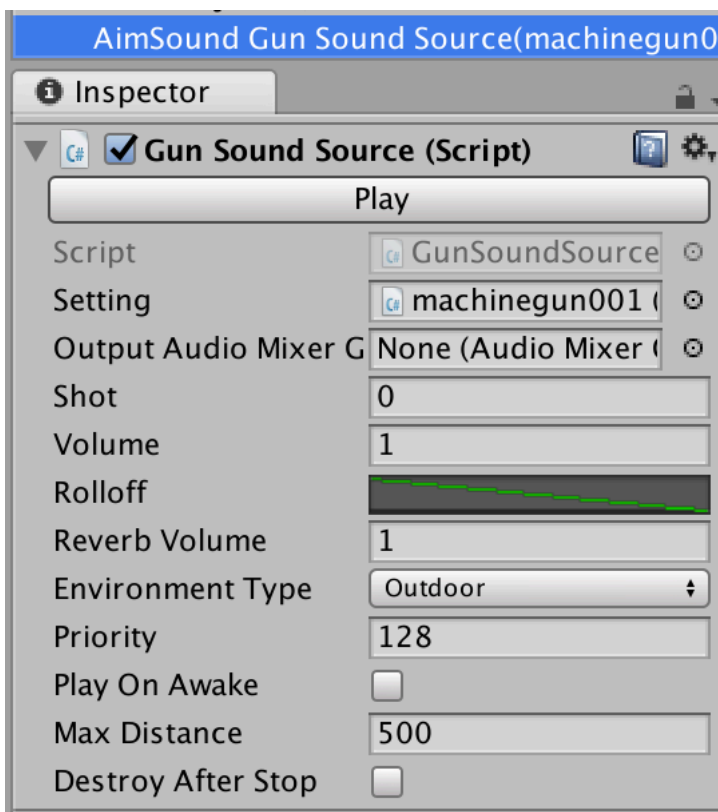 AimSound Gun Sound Source(machinegun0
Inspector
Gun Sound Source (Script)
Play
Script GunSoundSource
Setting machinegun001 (
Output Audio Mixer G None (Audio Mixer (
Shot 0
Volume 1
Rolloff
Reverb Volume 1
Environment Type Outdoor
Priority 128
Play On Awake
Max Distance 500
Destroy After Stop